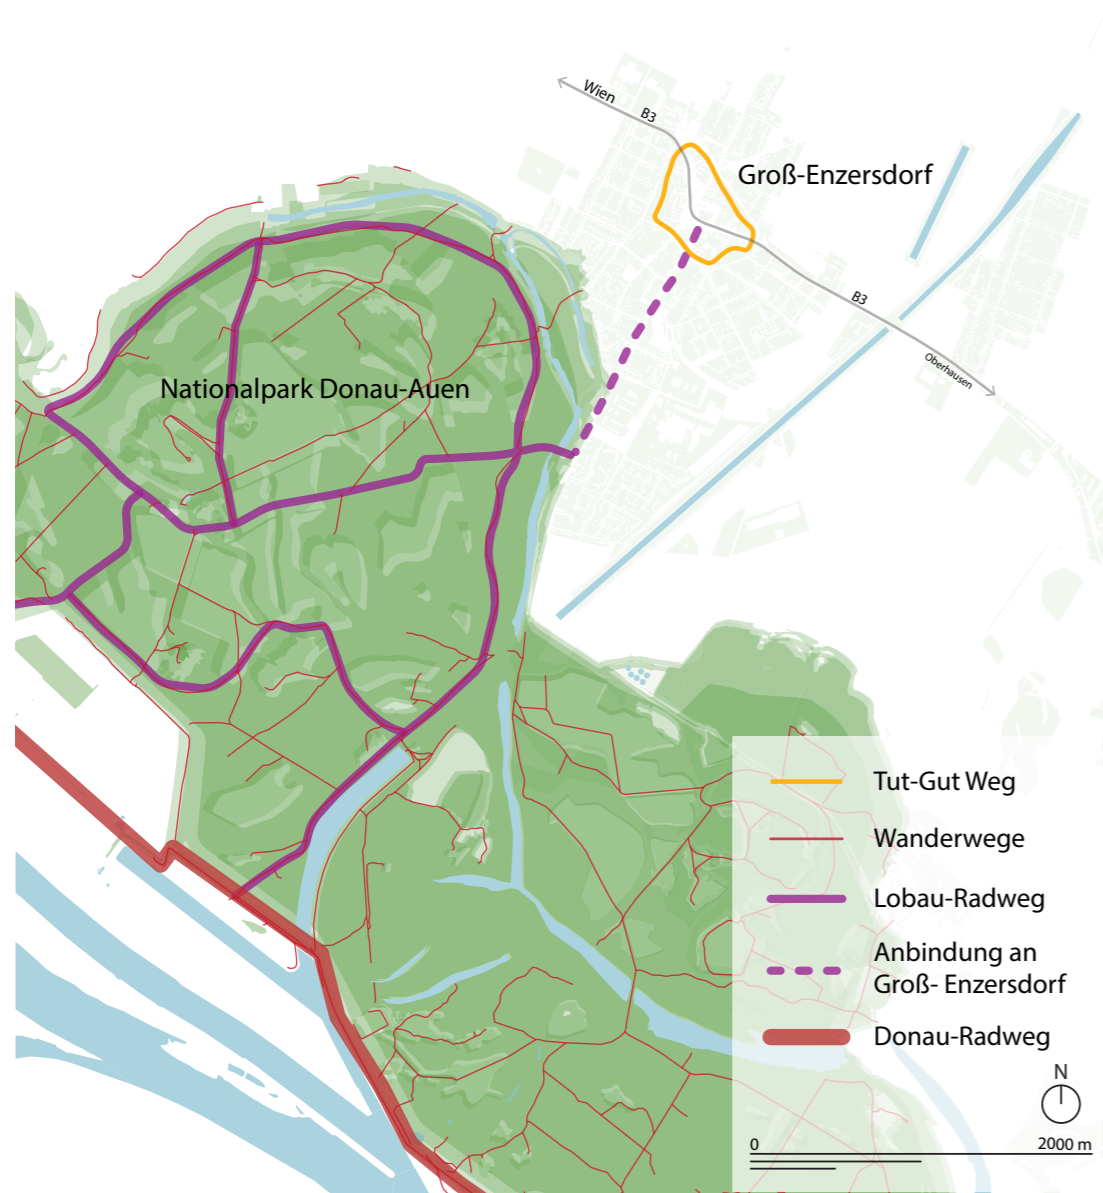 Wien
B3
Groß-Enzersdorf
B3
Oberhausen
Nationalpark Donau-Auen
Tut-Gut Weg
Wanderwege
Lobau-Radweg
Anbindung an
Groß- Enzersdorf
Donau-Radweg
N
0
2000 m